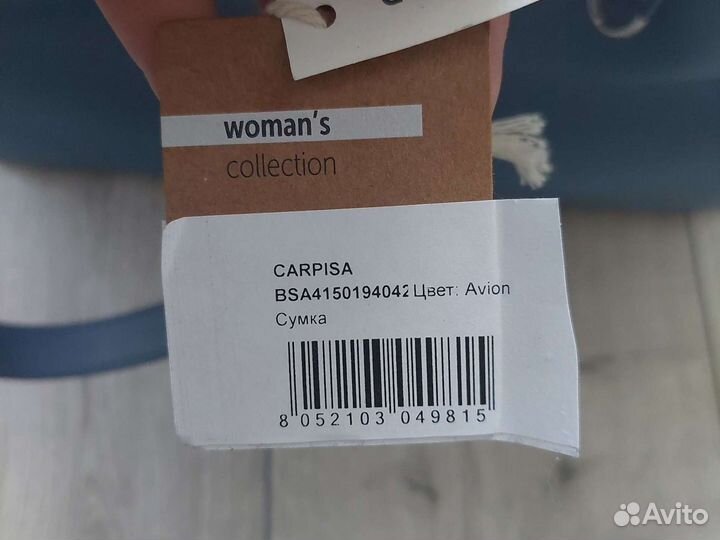 woman's
collection
CARPISA
BSA4150194042 Цвет: Avion
Сумка
8 052103 049815
Avito